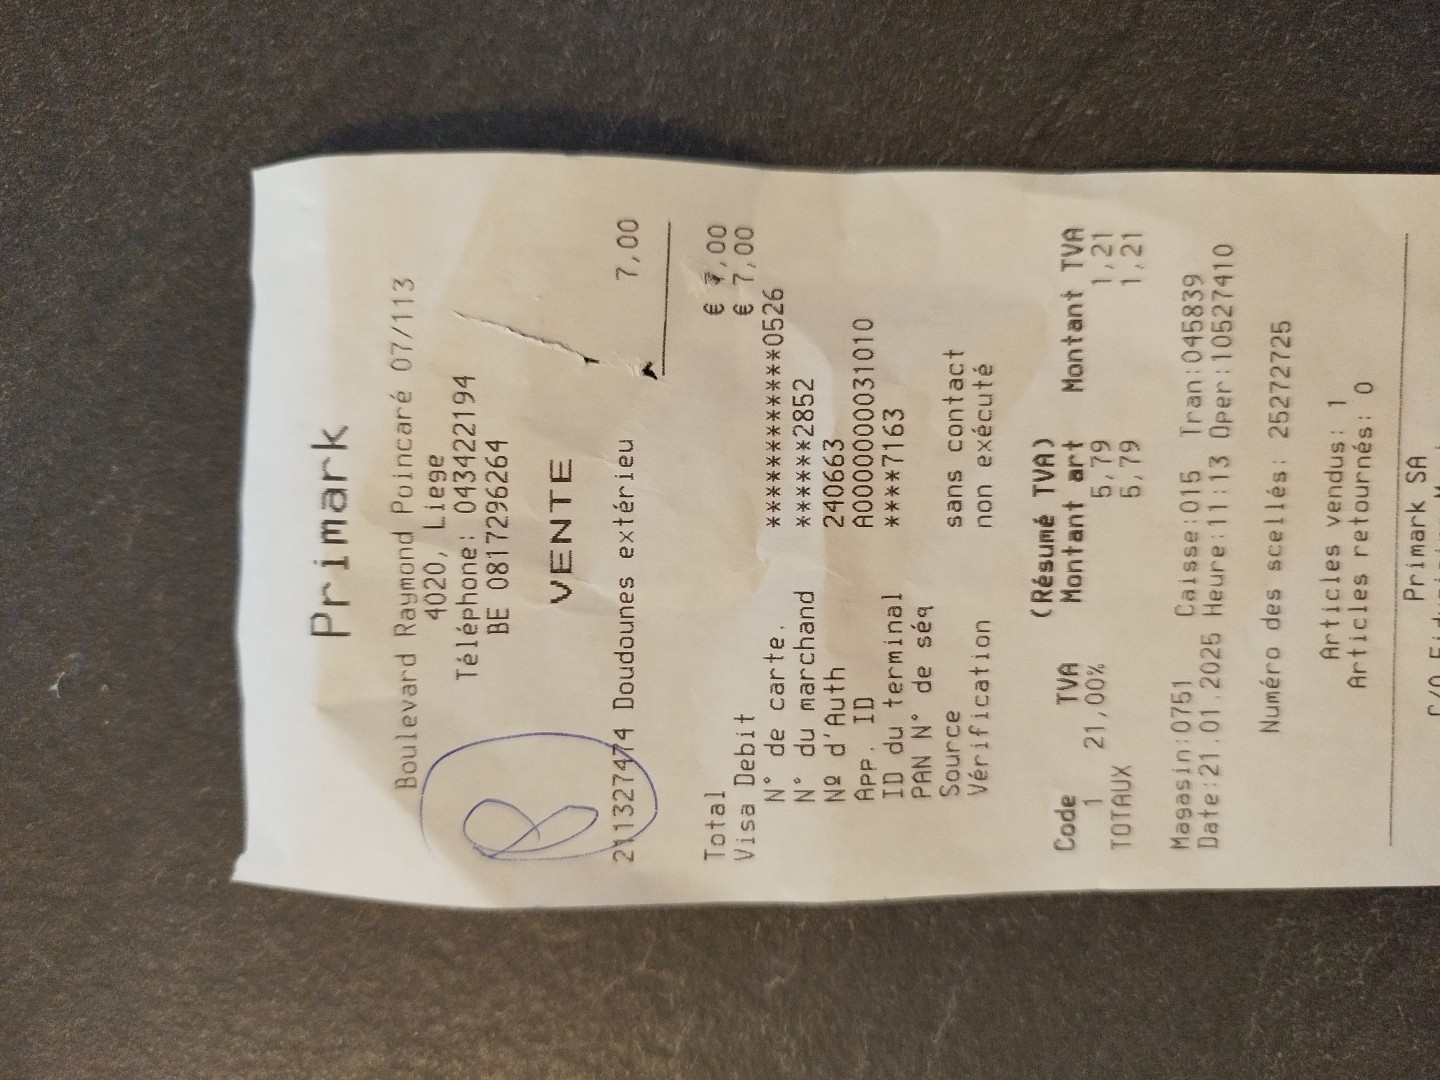 Primark
Boulevard Raymond Poincaré 07/113
4020, Liege
Téléphone: 043422194
BE 0817296264
VENTE
211327474 Doudounes extérieu 7,00
Total € 7,00
Visa Debit € 7,00
N° de carte. ************0526
N° du marchand ******2852
Nº d'Auth 240663
App. ID A0000000031010
ID du terminal ****7163
PAN N° de séq
Source sans contact
Vérification non exécuté
(Résumé TVA)
Code TVA Montant art Montant TVA
1 21,00% 5,79 1,21
TOTAUX 5,79 1,21
Magasin:0751 Caisse:015 Tran:045839
Date:21.01.2025 Heure:11:13 Oper:10527410
Numéro des scellés: 25272725
Articles vendus: 1
Articles retournés: 0
Primark SA